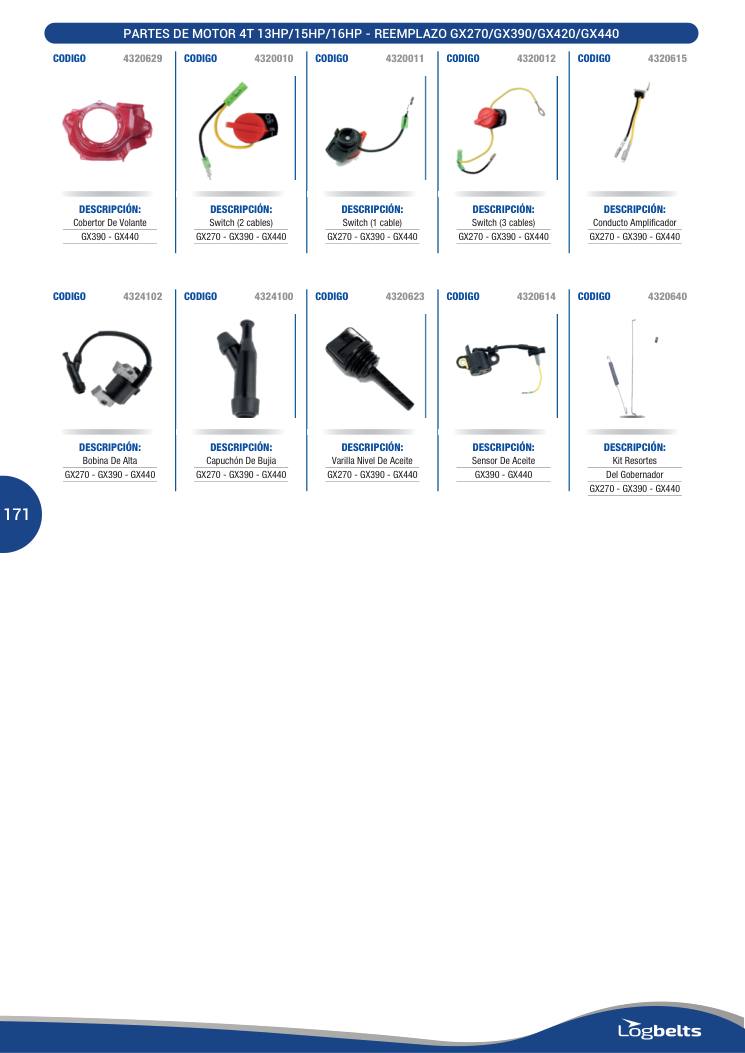 PARTES DE MOTOR 4T 13HP/15HP/16HP - REEMPLAZO GX270/GX390/GX420/GX440
CODIGO 4320629
DESCRIPCIÓN:
Cobertor De Volante
GX390 - GX440
CODIGO 4320010
DESCRIPCIÓN:
Switch (2 cables)
GX270 - GX390 - GX440
CODIGO 4320011
DESCRIPCIÓN:
Switch (1 cable)
GX270 - GX390 - GX440
CODIGO 4320012
DESCRIPCIÓN:
Switch (3 cables)
GX270 - GX390 - GX440
CODIGO 4320615
DESCRIPCIÓN:
Conducto Amplificador
GX270 - GX390 - GX440
CODIGO 4324102
DESCRIPCIÓN:
Bobina De Alta
GX270 - GX390 - GX440
CODIGO 4324100
DESCRIPCIÓN:
Capuchón De Bujia
GX270 - GX390 - GX440
CODIGO 4320623
DESCRIPCIÓN:
Varilla Nivel De Aceite
GX270 - GX390 - GX440
CODIGO 4320614
DESCRIPCIÓN:
Sensor De Aceite
GX390 - GX440
CODIGO 4320640
DESCRIPCIÓN:
Kit Resortes
Del Gobernador
GX270 - GX390 - GX440
171
Logbelts